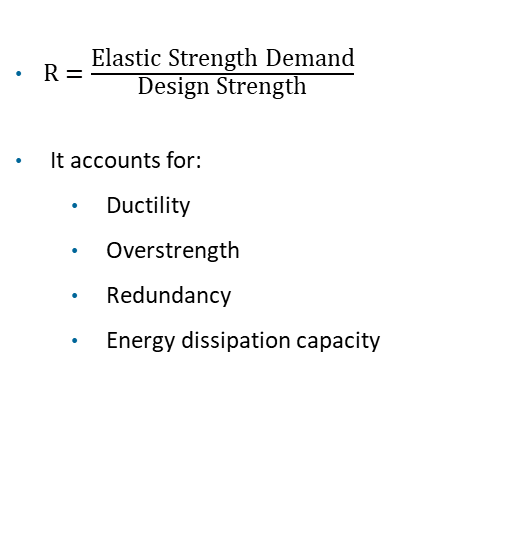 • R = Elastic Strength Demand
Design Strength
• It accounts for:
• Ductility
• Overstrength
• Redundancy
• Energy dissipation capacity